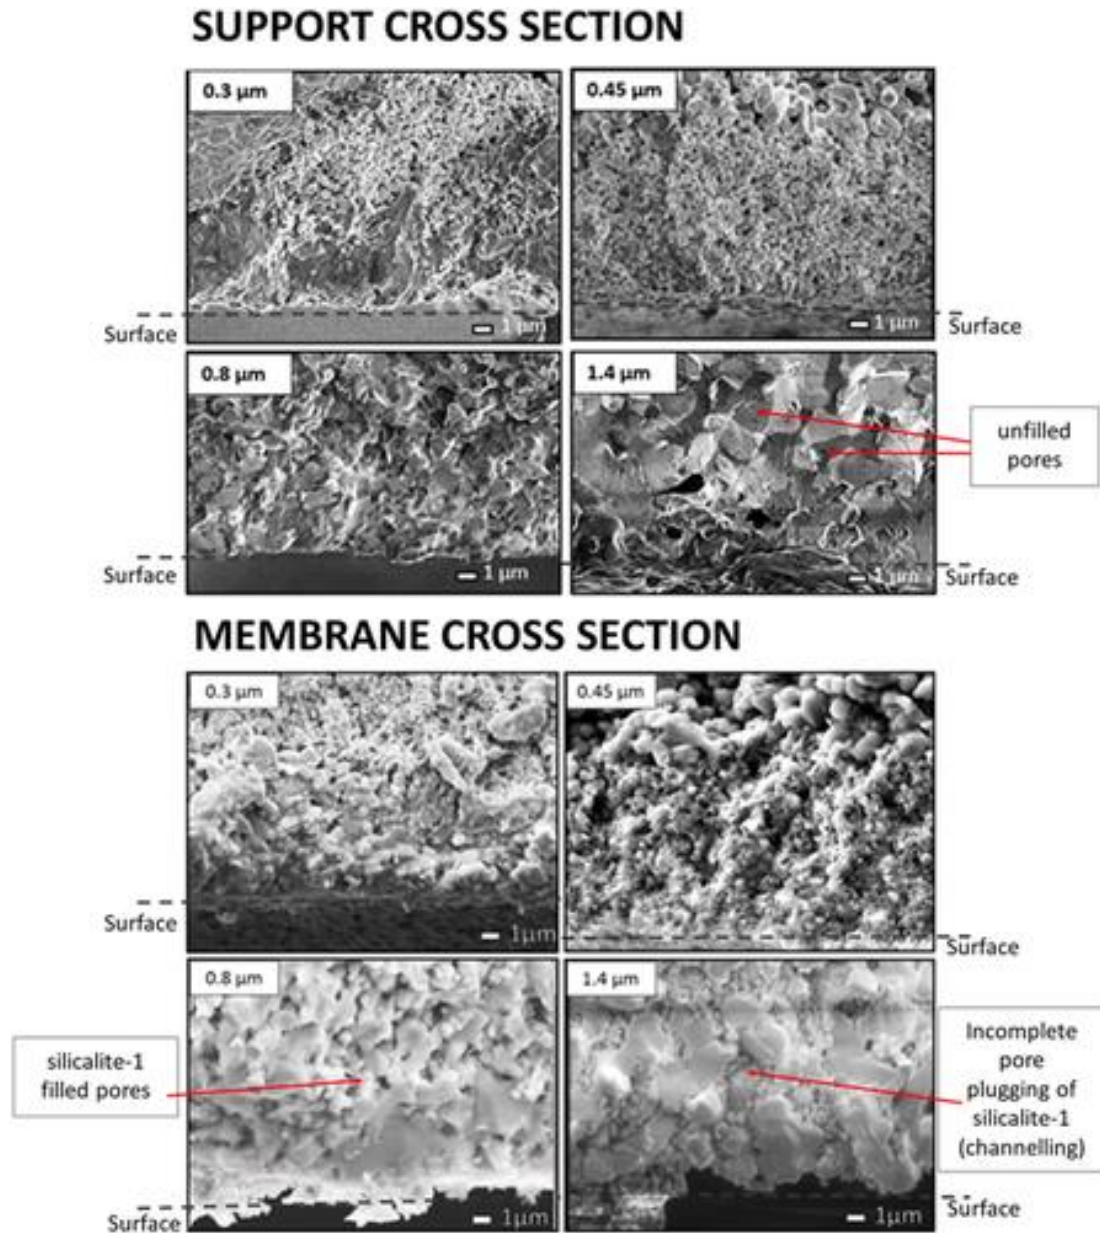 SUPPORT CROSS SECTION
0.3 µm
0.45 µm
1 µm
1 µm
Surface
Surface
0.8 µm
1.4 µm
unfilled
pores
1 µm
1 µm
Surface
Surface
MEMBRANE CROSS SECTION
0.3 µm
0.45 µm
1µm
1µm
Surface
Surface
0.8 µm
1.4 µm
silicalite-1
filled pores
Incomplete
pore
plugging of
silicalite-1
(channelling)
1µm
1µm
Surface
Surface